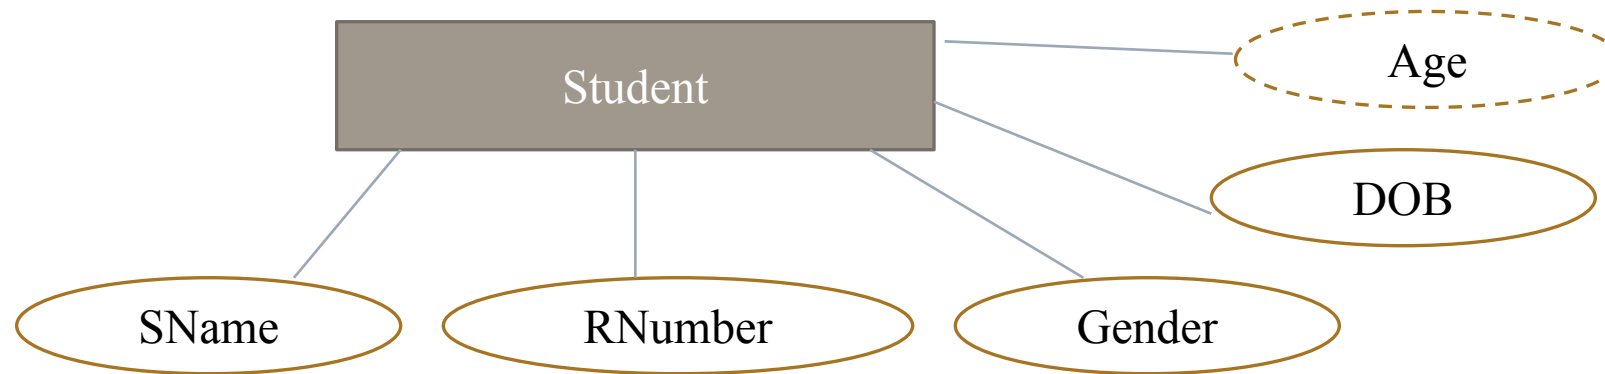 Student
Age
DOB
SName
RNumber
Gender